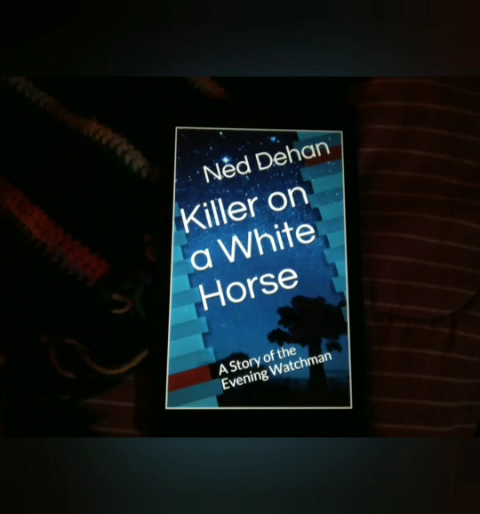 Ned Dehan
Killer on
a White
Horse
A Story of the
Evening Watchman